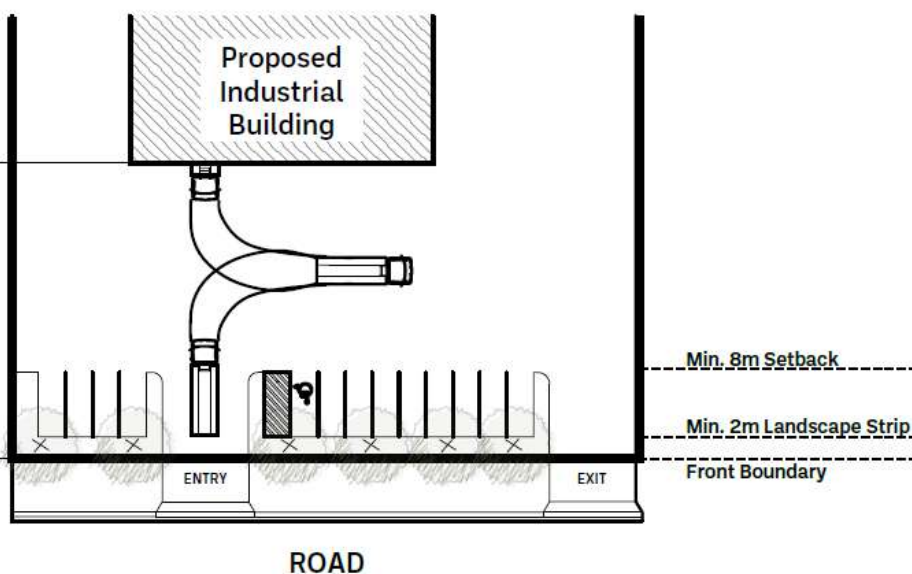 Proposed
Industrial
Building
Min. 8m Setback
Min. 2m Landscape Strip
Front Boundary
ENTRY
EXIT
ROAD